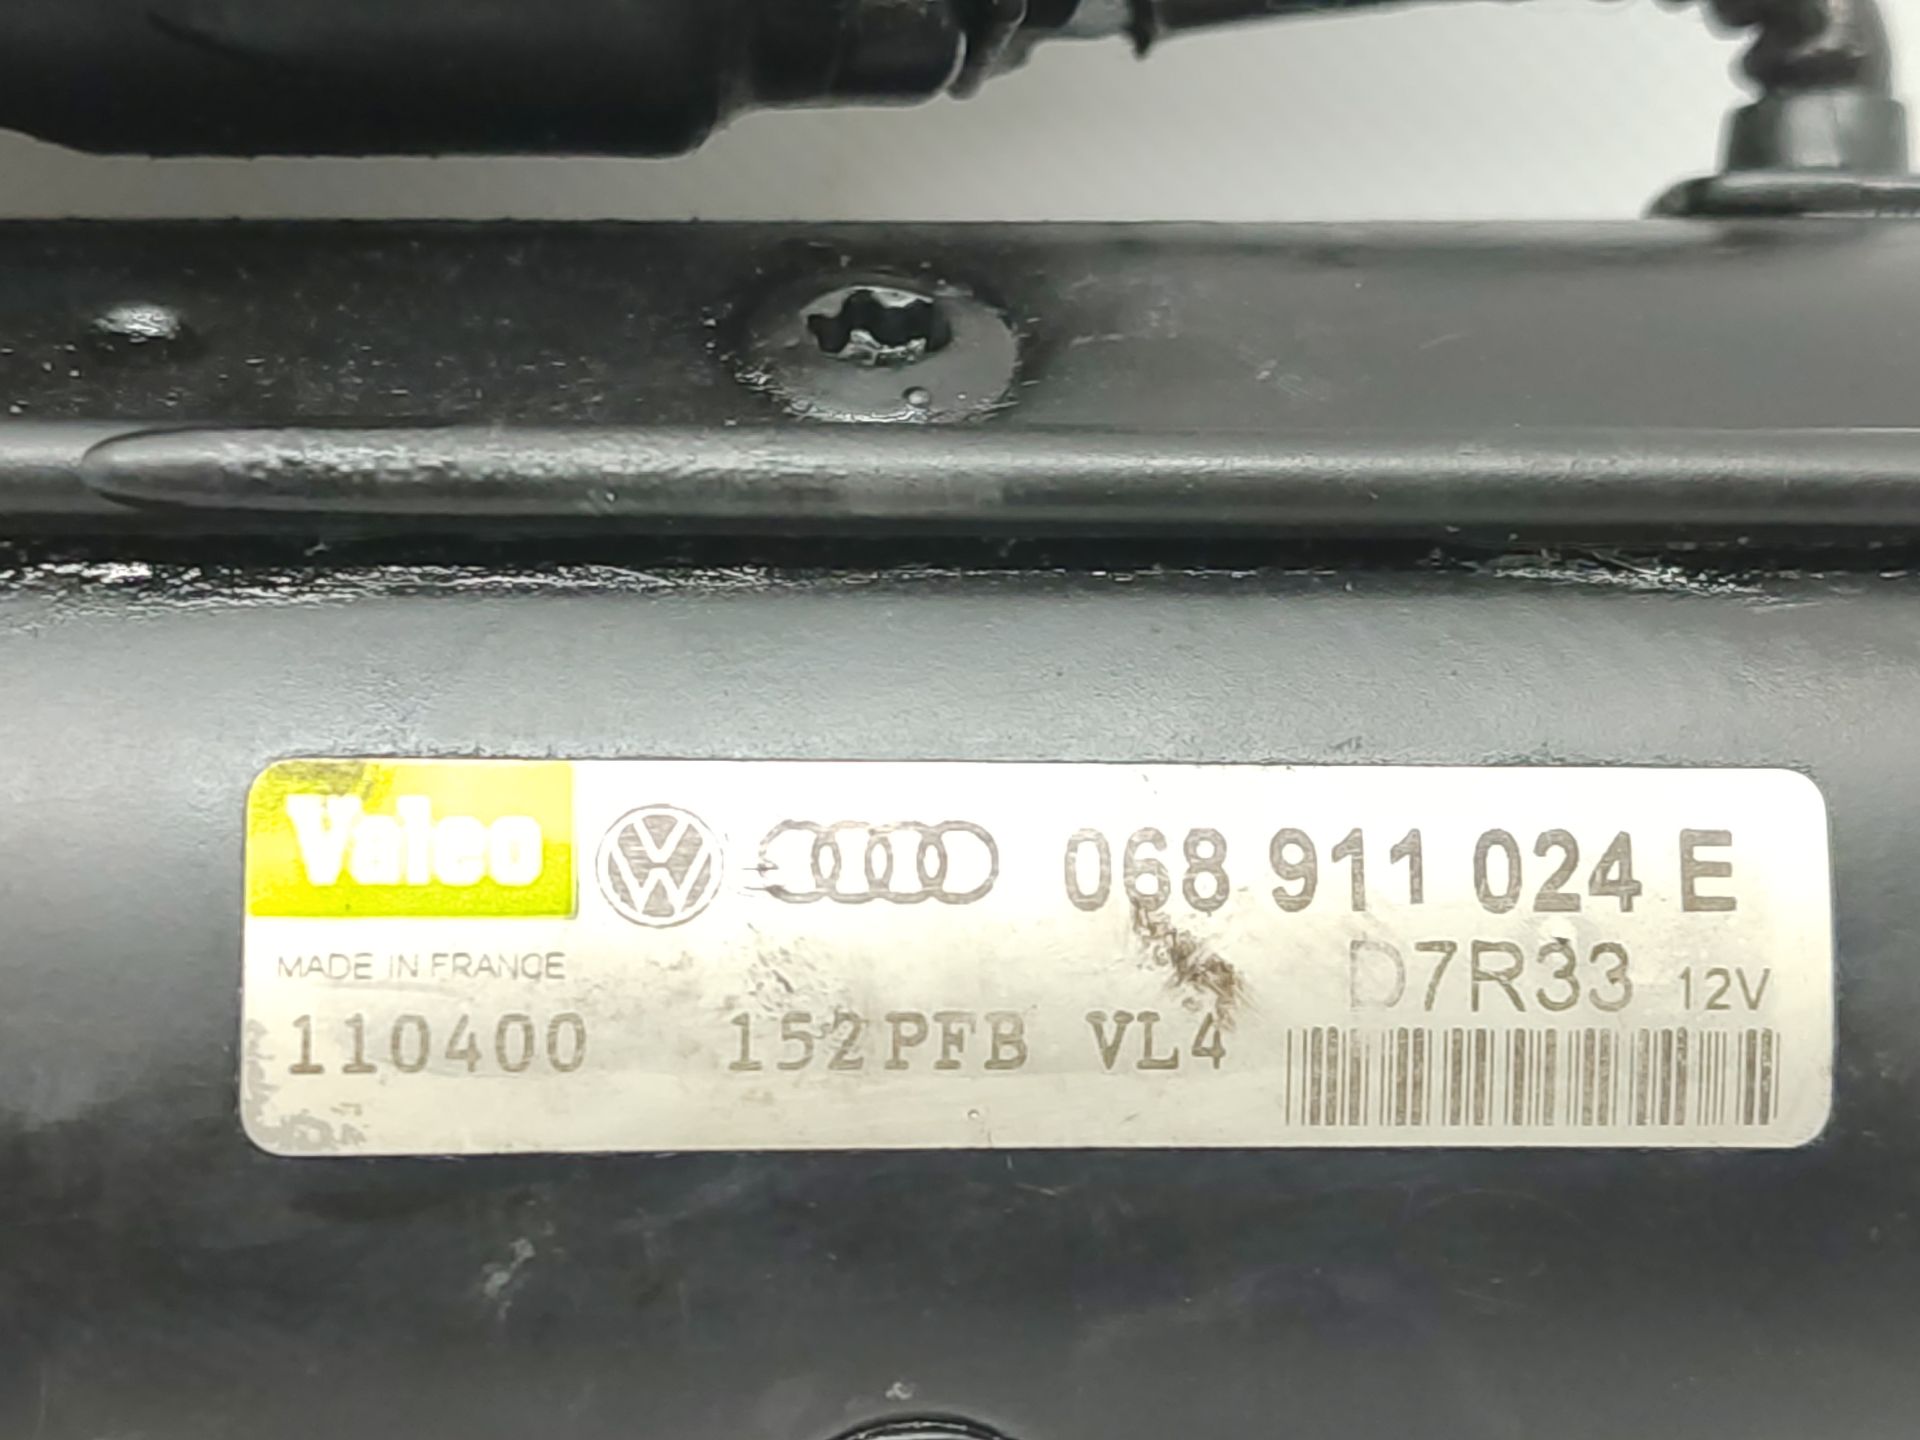 Valeo 068 911 024 E
MADE IN FRANCE D7R33 12V
110400 152PFB VL4